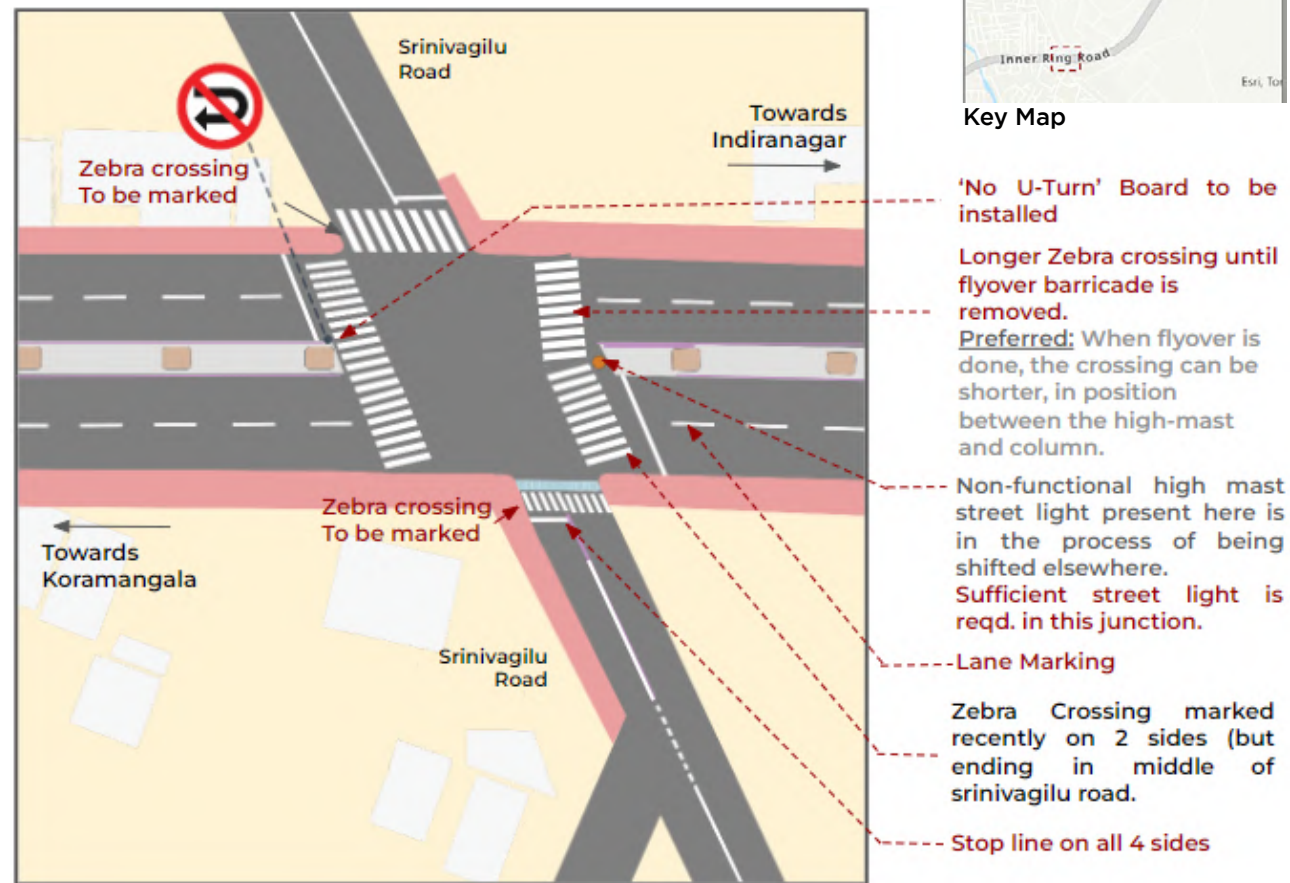 Srinivagilu
Road
Towards
Indiranagar
Zebra crossing
To be marked
Zebra crossing
To be marked
Towards
Koramangala
Srinivagilu
Road
Inner Ring Road
Esri,
Key Map
‘No U-Turn’ Board to be
installed
Longer Zebra crossing until
flyover barricade is
removed.
Preferred: When flyover is
done, the crossing can be
shorter, in position
between the high-mast
and column.
Non-functional high mast
street light present here is
in the process of being
shifted elsewhere.
Sufficient street light is
reqd. in this junction.
Lane Marking
Zebra Crossing marked
recently on 2 sides (but
ending in middle of
srinivagilu road.
Stop line on all 4 sides